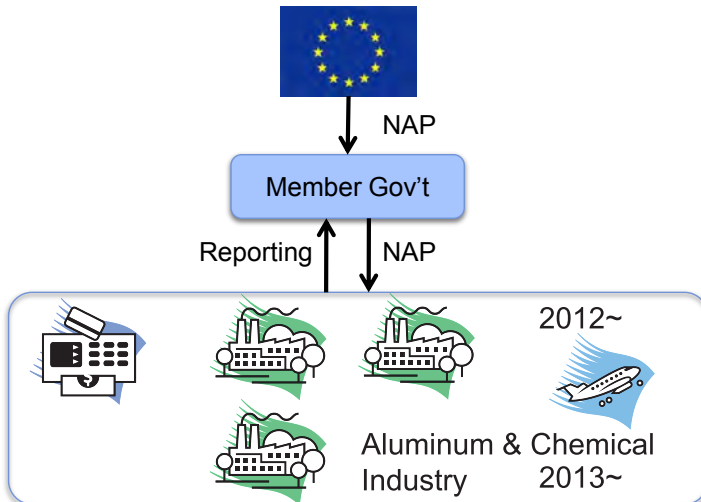 NAP
Member Gov't
Reporting
NAP
2012~
Aluminum & Chemical
Industry
2013~